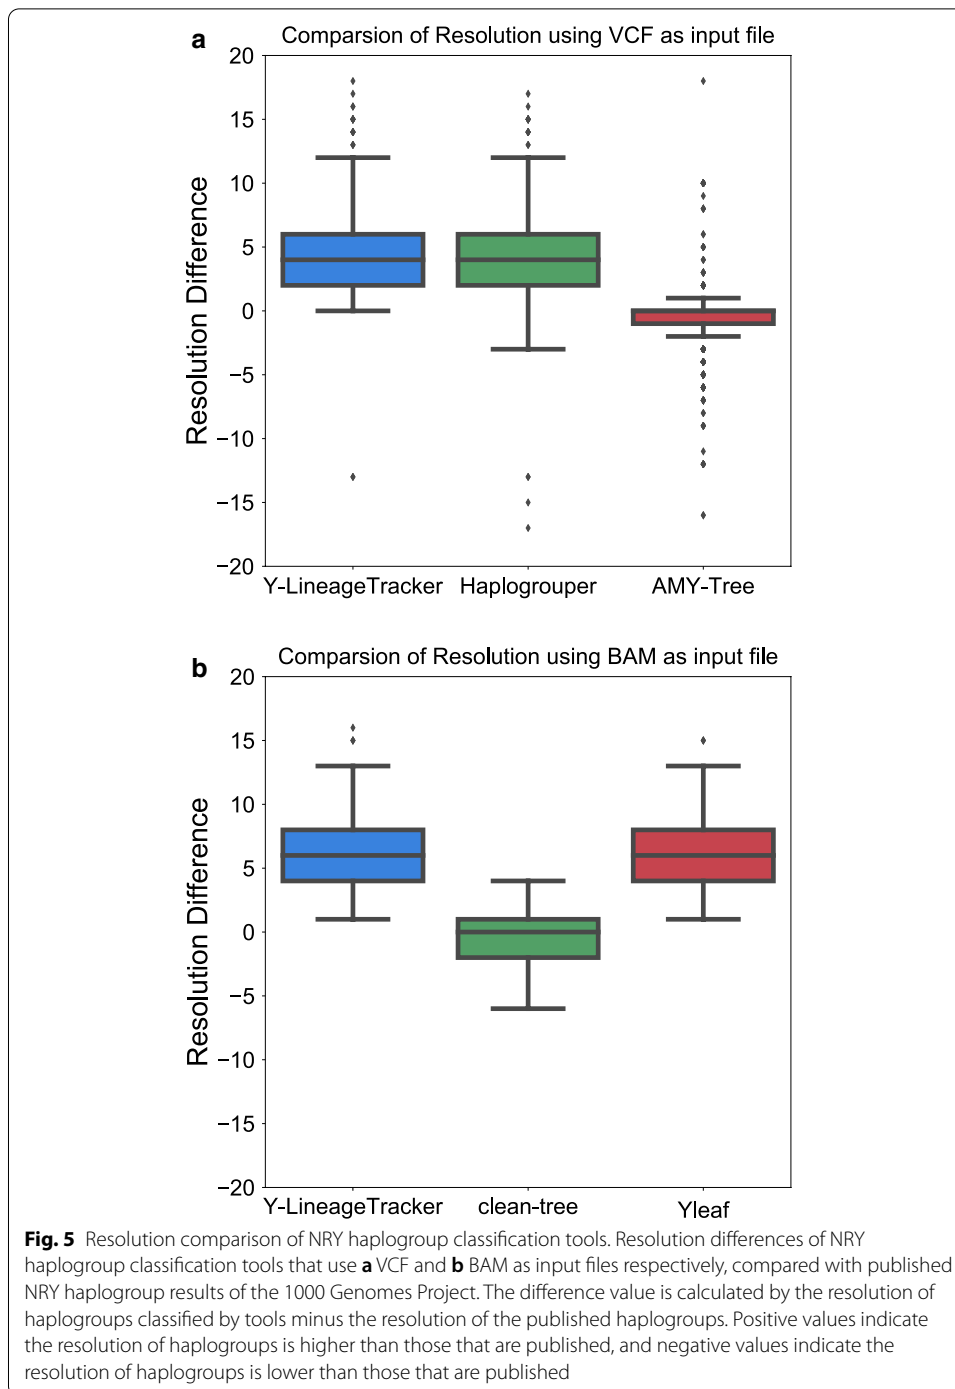 a Comparsion of Resolution using VCF as input file
20
15
10
5
0
−5
−10
−15
−20
Resolution Difference
Y-LineageTracker Haplogrouper AMY-Tree
b Comparsion of Resolution using BAM as input file
20
15
10
5
0
−5
−10
−15
−20
Resolution Difference
Y-LineageTracker clean-tree Yleaf
Fig. 5 Resolution comparison of NRY haplogroup classification tools. Resolution differences of NRY
haplogroup classification tools that use a VCF and b BAM as input files respectively, compared with published
NRY haplogroup results of the 1000 Genomes Project. The difference value is calculated by the resolution of
haplogroups classified by tools minus the resolution of the published haplogroups. Positive values indicate
the resolution of haplogroups is higher than those that are published, and negative values indicate the
resolution of haplogroups is lower than those that are published